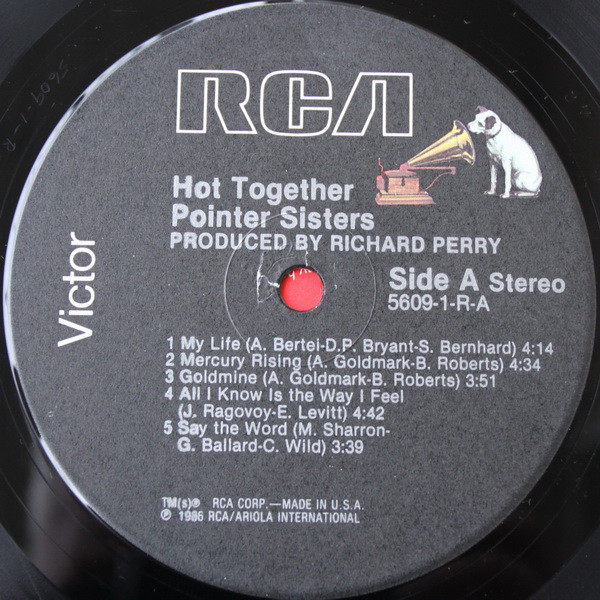 RCA
Hot Together
Pointer Sisters
PRODUCED BY RICHARD PERRY
Victor
Side A Stereo
5609-1-R-A
1 My Life (A. Bertei-D.P. Bryant-S. Bernhard) 4:14
2 Mercury Rising (A. Goldmark-B. Roberts) 4:34
3 Goldmine (A. Goldmark-B. Roberts) 3:51
4 All I Know Is the Way I Feel
(J. Ragovoy-E. Levitt) 4:42
5 Say the Word (M. Sharron-
G. Ballard-C. Wild) 3:39
TM(s)® RCA CORP.—MADE IN U.S.A.
℗ 1986 RCA/ARIOLA INTERNATIONAL